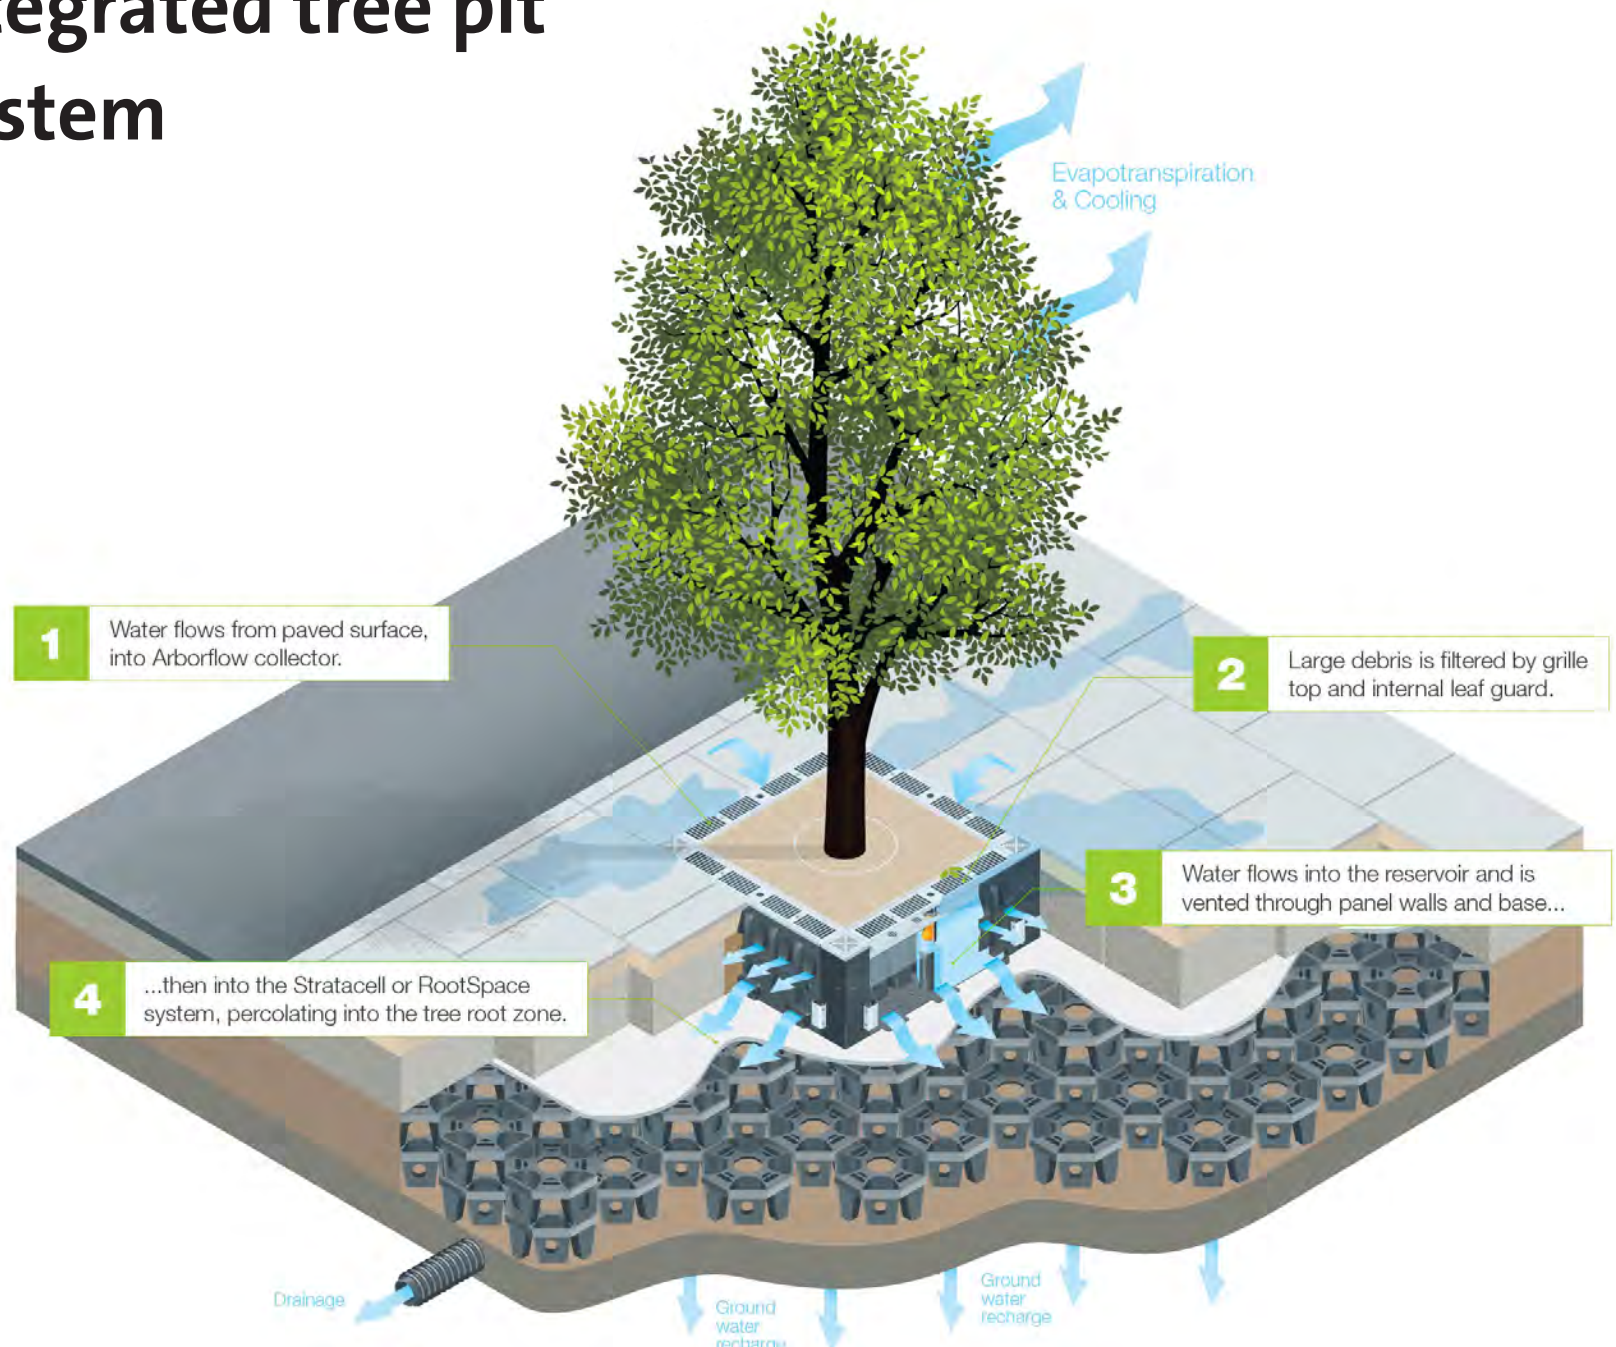 tegrated tree pit
stem
Evapotranspiration
& Cooling
1
Water flows from paved surface,
into Arborflow collector.
2
Large debris is filtered by grille
top and internal leaf guard.
3
Water flows into the reservoir and is
vented through panel walls and base...
4
...then into the Stratacell or RootSpace
system, percolating into the tree root zone.
Drainage
Ground
water
recharge
Ground
water
recharge